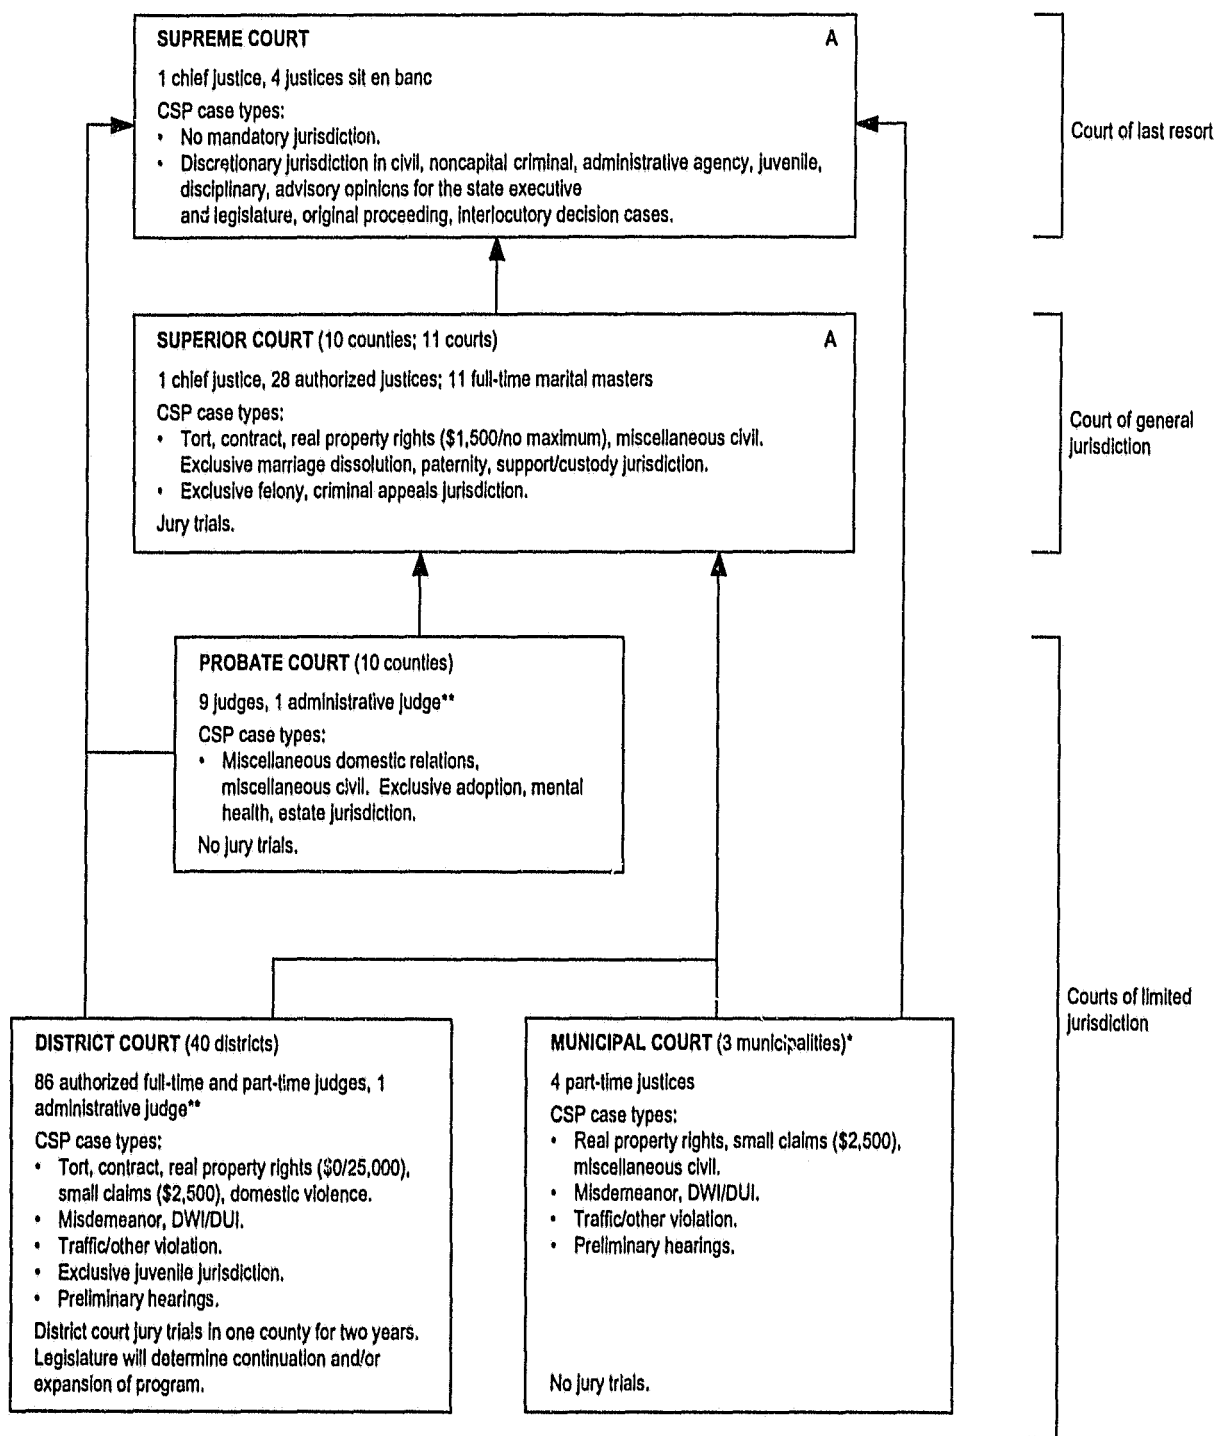 SUPREME COURT A
1 chief justice, 4 justices sit en banc
CSP case types:
• No mandatory jurisdiction.
• Discretionary jurisdiction in civil, noncapital criminal, administrative agency, juvenile,
disciplinary, advisory opinions for the state executive
and legislature, original proceeding, interlocutory decision cases.
Court of last resort
SUPERIOR COURT (10 counties; 11 courts) A
1 chief justice, 28 authorized justices; 11 full-time marital masters
CSP case types:
• Tort, contract, real property rights ($1,500/no maximum), miscellaneous civil.
Exclusive marriage dissolution, paternity, support/custody jurisdiction.
• Exclusive felony, criminal appeals jurisdiction.
Jury trials.
Court of general
jurisdiction
PROBATE COURT (10 counties)
9 judges, 1 administrative judge**
CSP case types:
• Miscellaneous domestic relations,
miscellaneous civil. Exclusive adoption, mental
health, estate jurisdiction.
No jury trials.
DISTRICT COURT (40 districts)
86 authorized full-time and part-time judges, 1
administrative judge**
CSP case types:
• Tort, contract, real property rights ($0/25,000),
small claims ($2,500), domestic violence.
• Misdemeanor, DWI/DUI.
• Traffic/other violation.
• Exclusive juvenile jurisdiction.
• Preliminary hearings.
District court jury trials in one county for two years.
Legislature will determine continuation and/or
expansion of program.
MUNICIPAL COURT (3 municipalities)*
4 part-time justices
CSP case types:
• Real property rights, small claims ($2,500),
miscellaneous civil.
• Misdemeanor, DWI/DUI.
• Traffic/other violation.
• Preliminary hearings.
No jury trials.
Courts of limited
jurisdiction